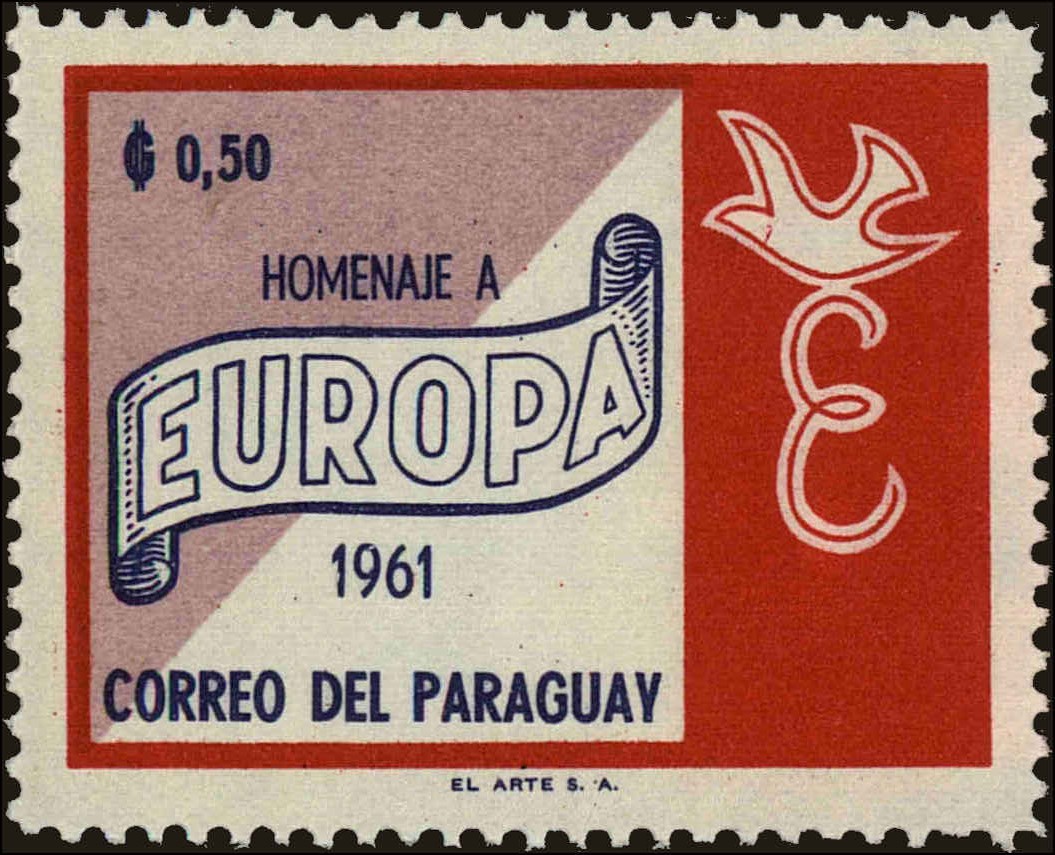 ₲ 0,50
HOMENAJE A
EUROPA
1961
CORREO DEL PARAGUAY
E
EL ARTE S. A.